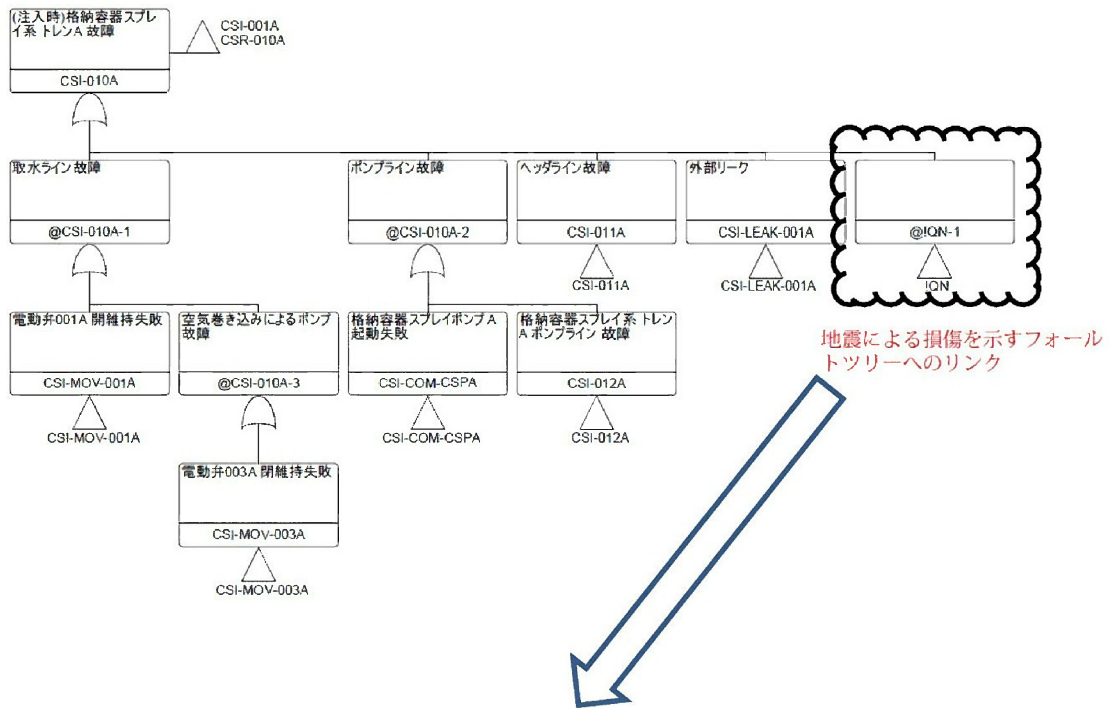 (注入時)格納容器スプレ
イ系 トレンA 故障
CSI-010A
CSI-001A
CSR-010A
取水ライン故障
@CSI-010A-1
ポンプライン故障
@CSI-010A-2
ヘッダライン故障
CSI-011A
CSI-011A
外部リーク
CSI-LEAK-001A
CSI-LEAK-001A
@!QN-1
!QN
地震による損傷を示すフォール
トツリーへのリンク
電動弁001A 開維持失敗
CSI-MOV-001A
CSI-MOV-001A
空気巻き込みによるポンプ
故障
@CSI-010A-3
格納容器スプレイポンプ A
起動失敗
CSI-COM-CSPA
CSI-COM-CSPA
格納容器スプレイ系 トレン
A ポンプライン 故障
CSI-012A
CSI-012A
電動弁003A 閉維持失敗
CSI-MOV-003A
CSI-MOV-003A